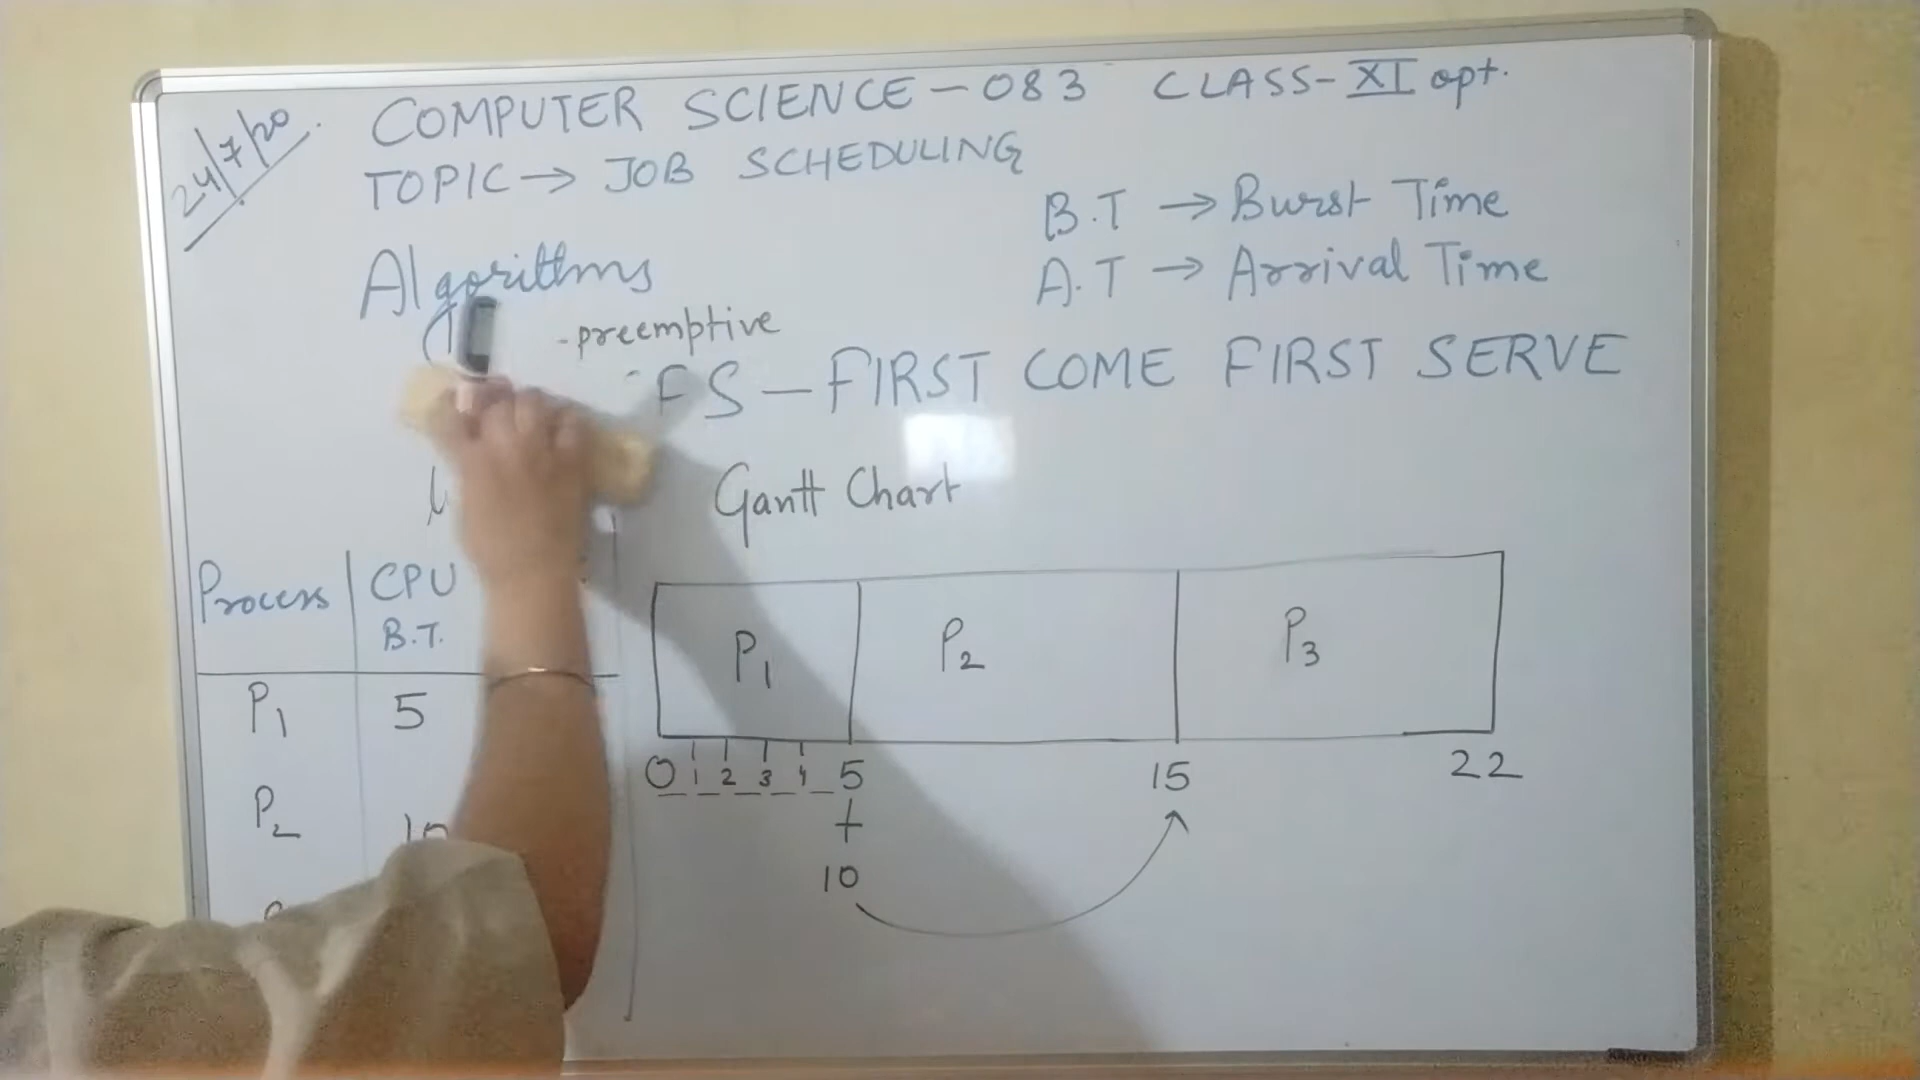 24/7/20.
COMPUTER SCIENCE - 083 CLASS - XI opt.
TOPIC → JOB SCHEDULING
B.T → Burst Time
A.T → Arrival Time
Algorithms
- preemptive
FS — FIRST COME FIRST SERVE
Gantt Chart
Process CPU
B.T.
P1 5
P2 10
P1 P2 P3
0 1 2 3 4 5 15 22
+
10